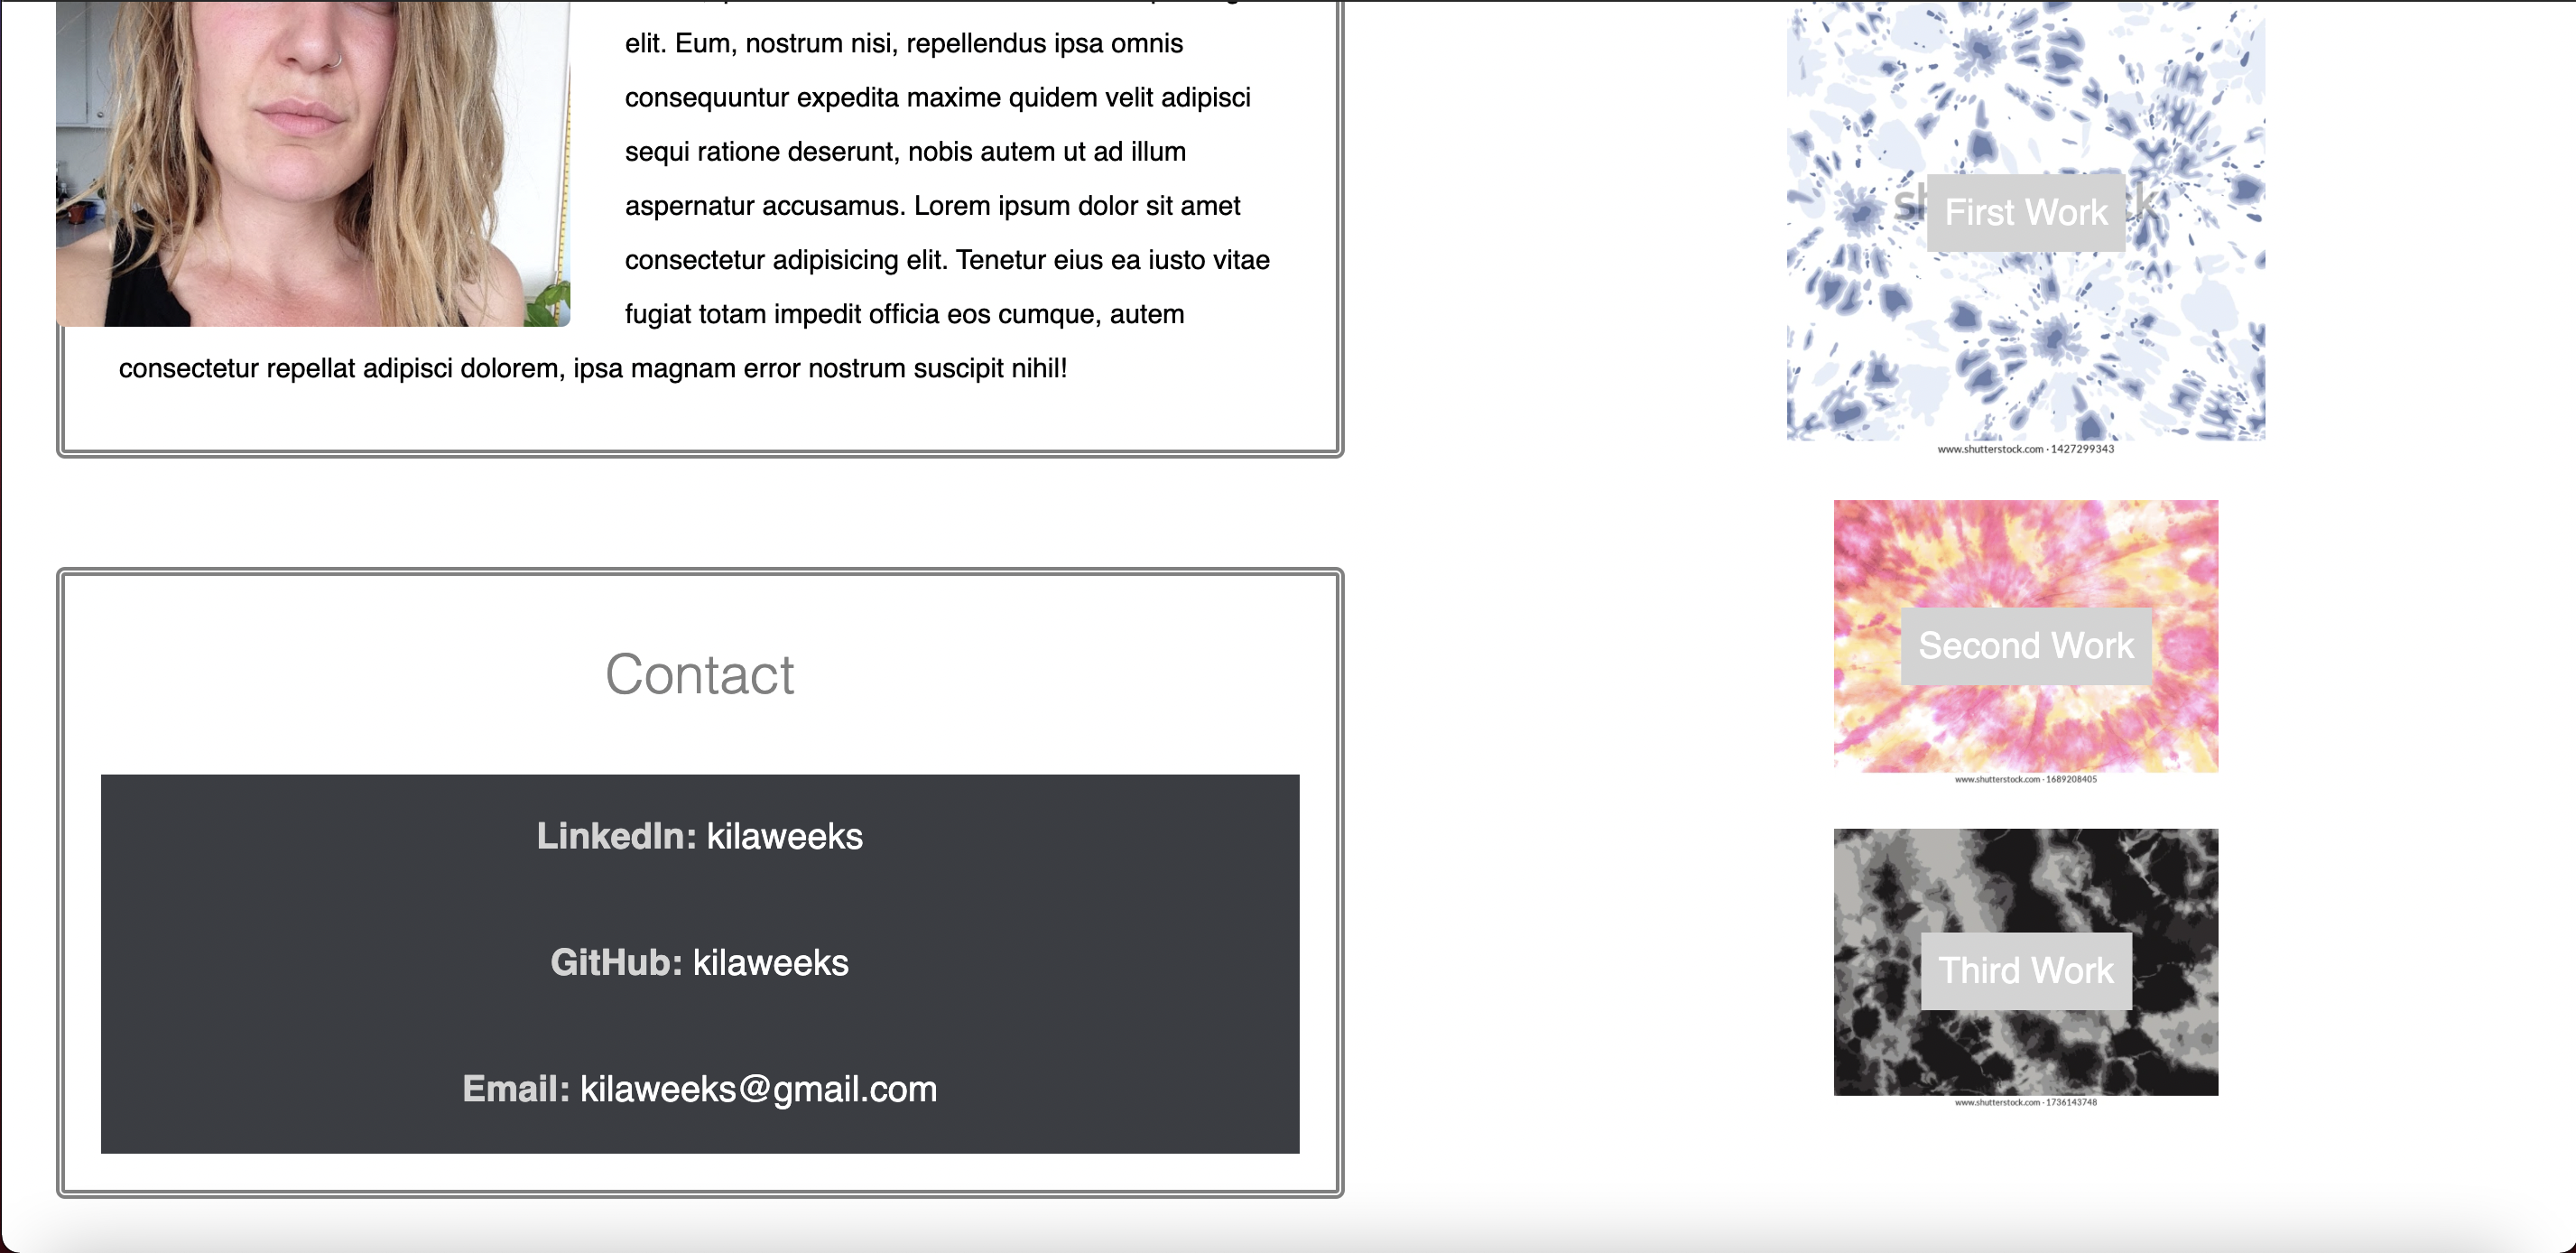 elit. Eum, nostrum nisi, repellendus ipsa omnis
consequuntur expedita maxime quidem velit adipisci
sequi ratione deserunt, nobis autem ut ad illum
aspernatur accusamus. Lorem ipsum dolor sit amet
consectetur adipisicing elit. Tenetur eius ea iusto vitae
fugiat totam impedit officia eos cumque, autem
consectetur repellat adipisci dolorem, ipsa magnam error nostrum suscipit nihil!
Contact
LinkedIn: kilaweeks
GitHub: kilaweeks
Email: kilaweeks@gmail.com
First Work
www.shutterstock.com · 1427299343
Second Work
www.shutterstock.com · 1689208405
Third Work
www.shutterstock.com · 1736143748